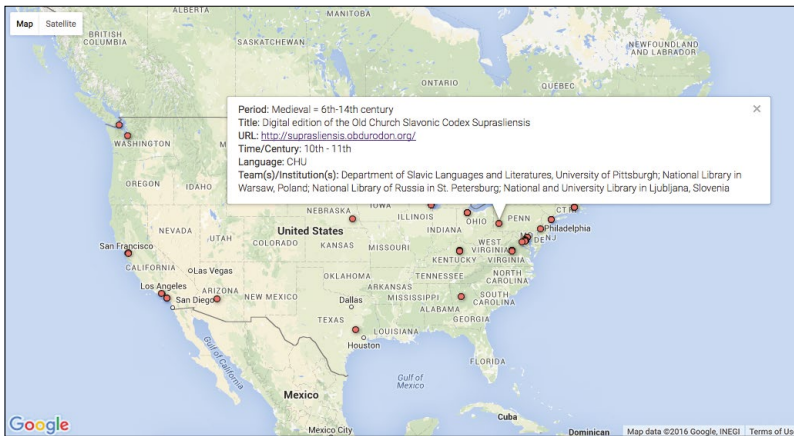 Map Satellite
ALBERTA
MANITOBA
BRITISH
COLUMBIA
SASKATCHEWAN
NEWFOUNDLAND
AND LABRADOR
ONTARIO
QUEBEC
Period: Medieval = 6th-14th century
Title: Digital edition of the Old Church Slavonic Codex Suprasliensis
URL: http://suprasliensis.obdurodon.org/
Time/Century: 10th - 11th
Language: CHU
Team(s)/Institution(s): Department of Slavic Languages and Literatures, University of Pittsburgh; National Library in
Warsaw, Poland; National Library of Russia in St. Petersburg; National and University Library in Ljubljana, Slovenia
WASHINGTON
OREGON
IDAHO
NEBRASKA
IOWA
ILLINOIS
INDIANA
OHIO
PENN
CT
Philadelphia
NEVADA
UTAH
United States
COLORADO
KANSAS
MISSOURI
WEST
VIRGINIA
DE
NJ
KENTUCKY
VIRGINIA
San Francisco
CALIFORNIA
Las Vegas
Los Angeles
San Diego
ARIZONA
NEW MEXICO
OKLAHOMA
ARKANSAS
TENNESSEE
NORTH
CAROLINA
Dallas
MISSISSIPPI
ALABAMA
SOUTH
CAROLINA
GEORGIA
TEXAS
LOUISIANA
Houston
FLORIDA
Gulf of
California
Gulf of
Mexico
Mexico
Mexico City
Cuba
Dominican
Google
Map data ©2016 Google, INEGI Terms of Us